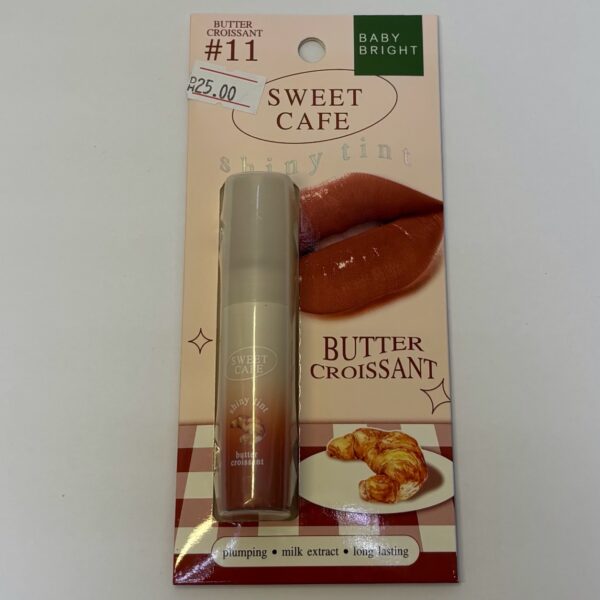 BUTTER
CROISSANT
#11
BABY
BRIGHT
25.00
SWEET
CAFE
shiny tint
SWEET
CAFE
shiny tint
butter
croissant
BUTTER
CROISSANT
plumping • milk extract • long lasting